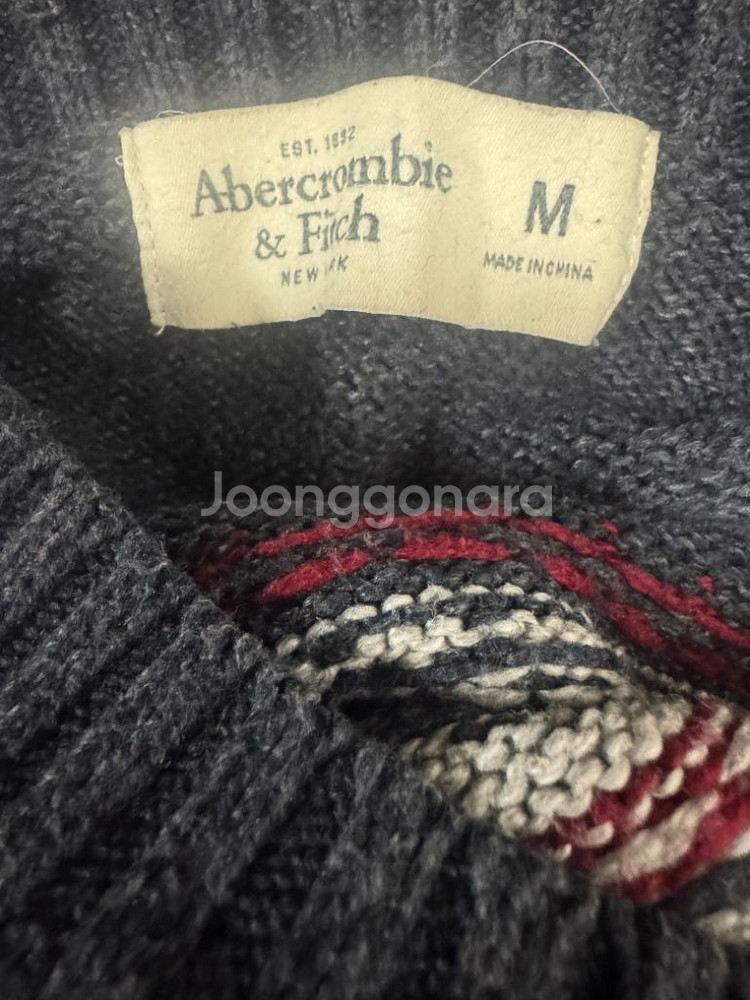 EST. 1892
Abercrombie
& Fitch
NEW
M
MADE IN CHINA
Joonggonara